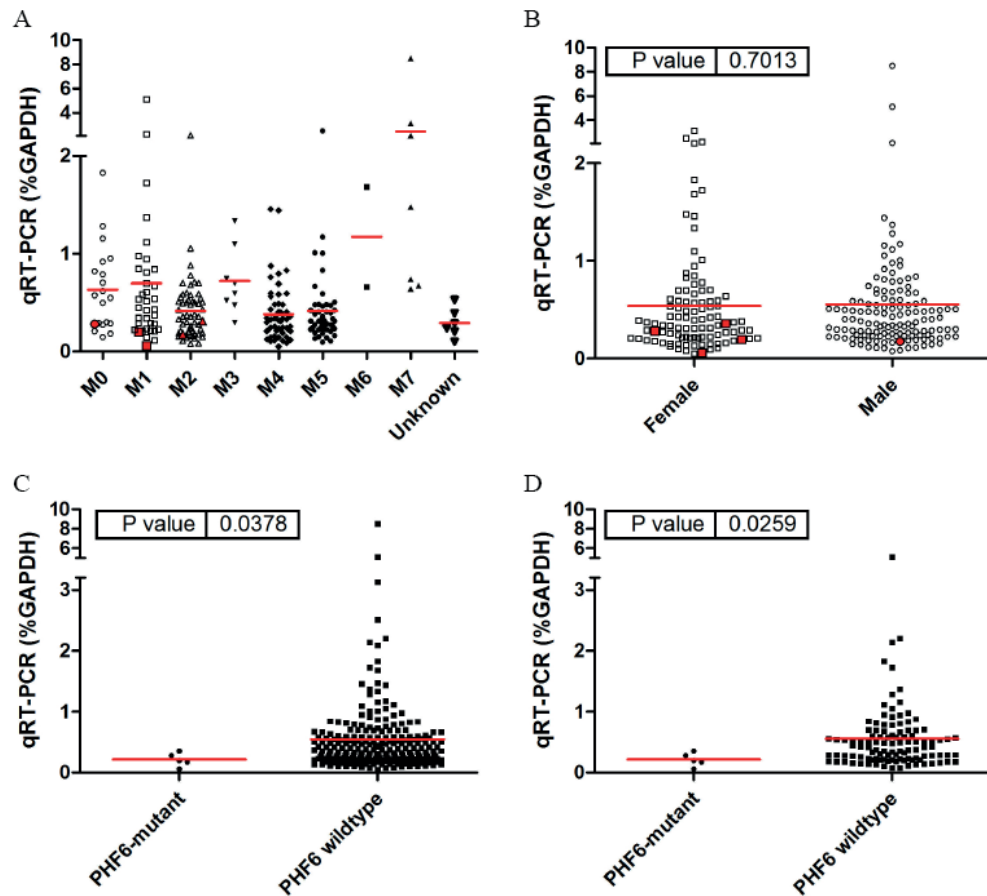 A
qRT-PCR (%GAPDH)
10
8
6
4
2
1
0
M0 M1 M2 M3 M4 M5 M6 M7 Unknown
B
P value 0.7013
qRT-PCR (%GAPDH)
10
8
6
4
2
1
0
Female Male
C
P value 0.0378
qRT-PCR (%GAPDH)
10
8
6
3
2
1
0
PHF6-mutant PHF6 wildtype
D
P value 0.0259
qRT-PCR (%GAPDH)
10
8
6
3
2
1
0
PHF6-mutant PHF6 wildtype